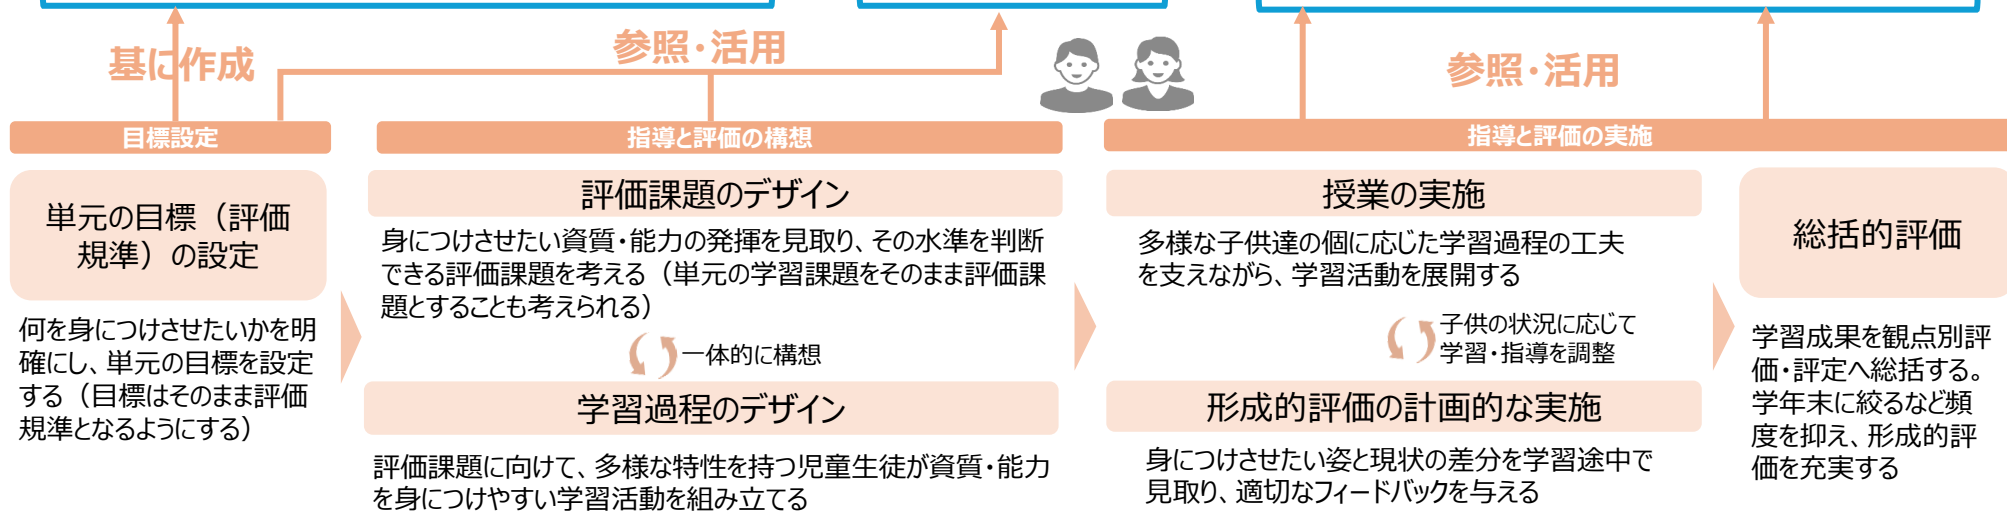 基に作成
参照・活用
参照・活用
目標設定
指導と評価の構想
指導と評価の実施
単元の目標（評価
規準）の設定
何を身につけさせたいかを明
確にし、単元の目標を設定
する（目標はそのまま評価
規準となるようにする）
評価課題のデザイン
身につけさせたい資質・能力の発揮を見取り、その水準を判断
できる評価課題を考える（単元の学習課題をそのまま評価課
題とすることも考えられる）
一体的に構想
学習過程のデザイン
評価課題に向けて、多様な特性を持つ児童生徒が資質・能力
を身につけやすい学習活動を組み立てる
授業の実施
多様な子供達の個に応じた学習過程の工夫
を支えながら、学習活動を展開する
子供の状況に応じて
学習・指導を調整
形成的評価の計画的な実施
身につけさせたい姿と現状の差分を学習途中で
見取り、適切なフィードバックを与える
総括的評価
学習成果を観点別評
価・評定へ総括する。
学年末に絞るなど頻
度を抑え、形成的評
価を充実する